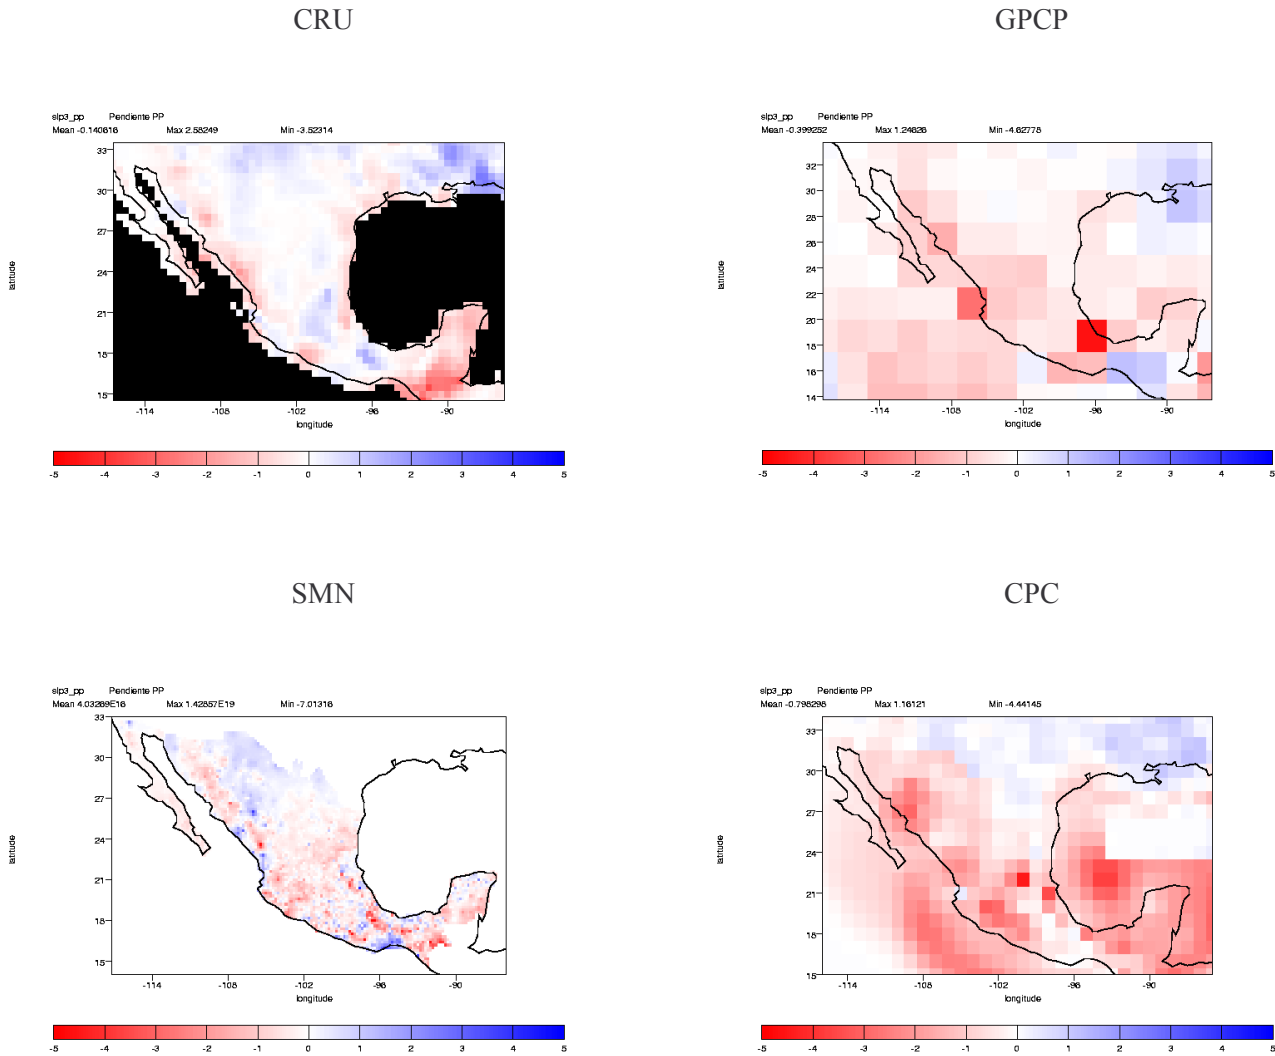 CRU
GPCP
slp3_pp Pendiente PP
Mean -0.140616 Max 2.58249 Min -3.52314
33
30
27
24
21
18
15
latitude
-114 -108 -102 -96 -90
longitude
-5 -4 -3 -2 -1 0 1 2 3 4 5
slp3_pp Pendiente PP
Mean -0.399252 Max 1.24826 Min -4.62778
32
30
28
26
24
22
20
18
16
14
latitude
-114 -108 -102 -96 -90
longitude
-5 -4 -3 -2 -1 0 1 2 3 4 5
SMN
CPC
slp3_pp Pendiente PP
Mean 4.03269E16 Max 1.42857E19 Min -7.01316
33
30
27
24
21
18
15
latitude
-114 -108 -102 -96 -90
longitude
-5 -4 -3 -2 -1 0 1 2 3 4 5
slp3_pp Pendiente PP
Mean -0.798298 Max 1.16121 Min -4.44145
33
30
27
24
21
18
15
latitude
-114 -108 -102 -96 -90
longitude
-5 -4 -3 -2 -1 0 1 2 3 4 5